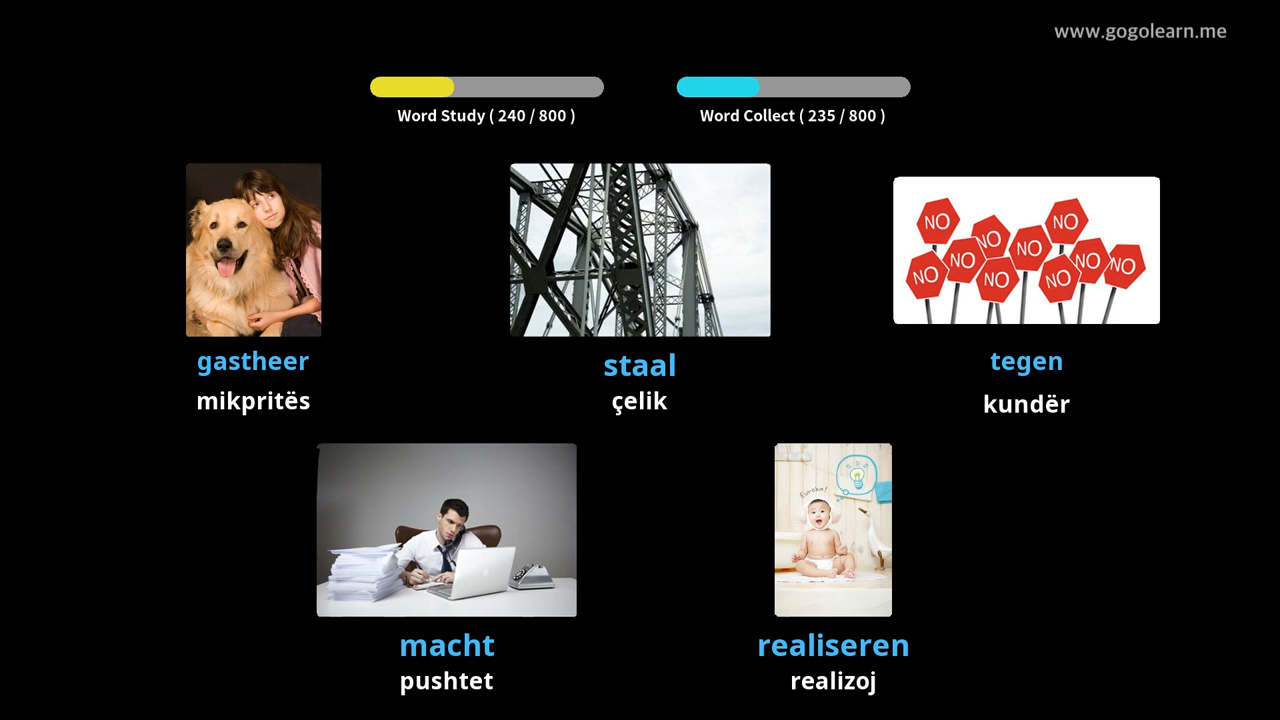 www.gogolearn.me
Word Study ( 240 / 800 )
Word Collect ( 235 / 800 )
NO
NO
NO
NO
NO
NO
NO
NO
NO
NO
gastheer
mikpritës
staal
çelik
tegen
kundër
Eureka!
macht
pushtet
realiseren
realizoj